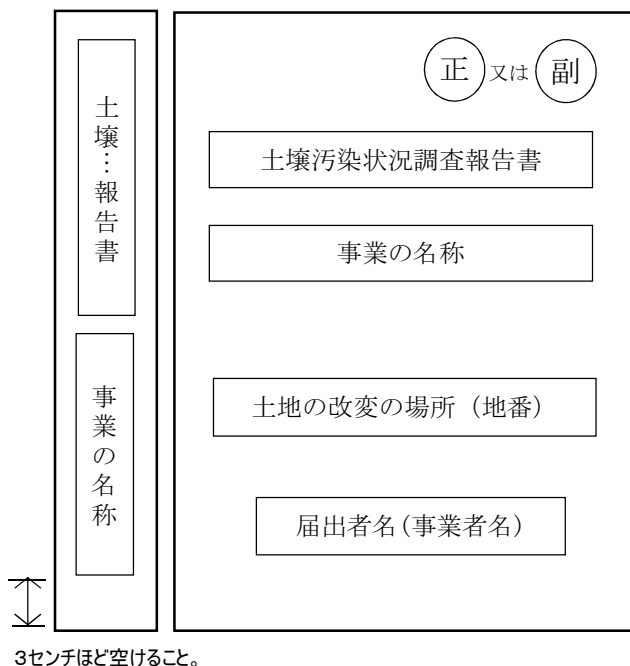 土壌…報告書
事業の名称
正又は副
土壌汚染状況調査報告書
事業の名称
土地の改変の場所（地番）
届出者名(事業者名)
3センチほど空けること。